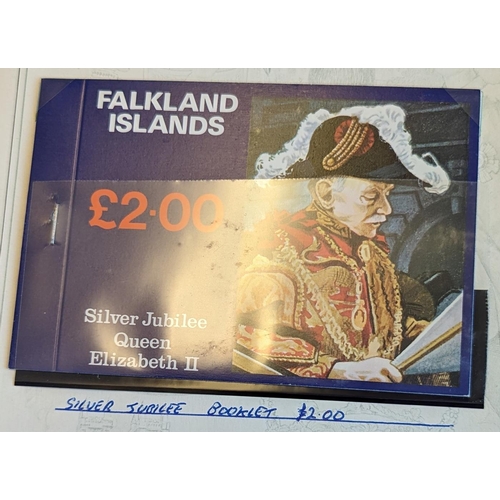 FALKLAND
ISLANDS
£2·00
Silver Jubilee
Queen
Elizabeth II
SILVER JUBILEE BOOKLET £2.00